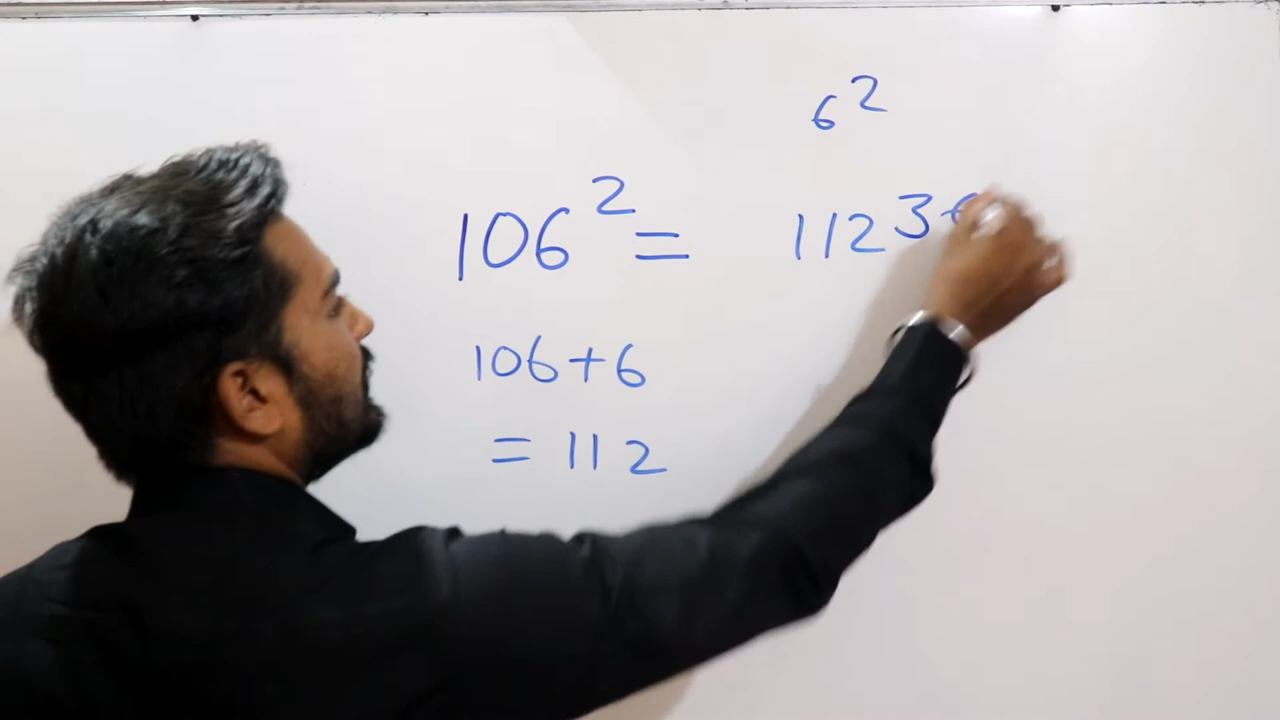 6²
106² = 1123
106+6
= 112